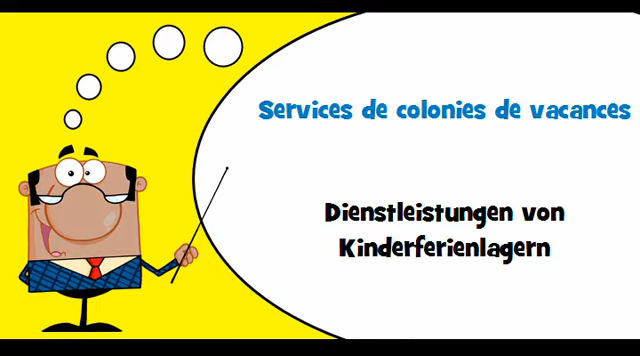 Services de colonies de vacances
Dienstleistungen von
Kinderferienlagern